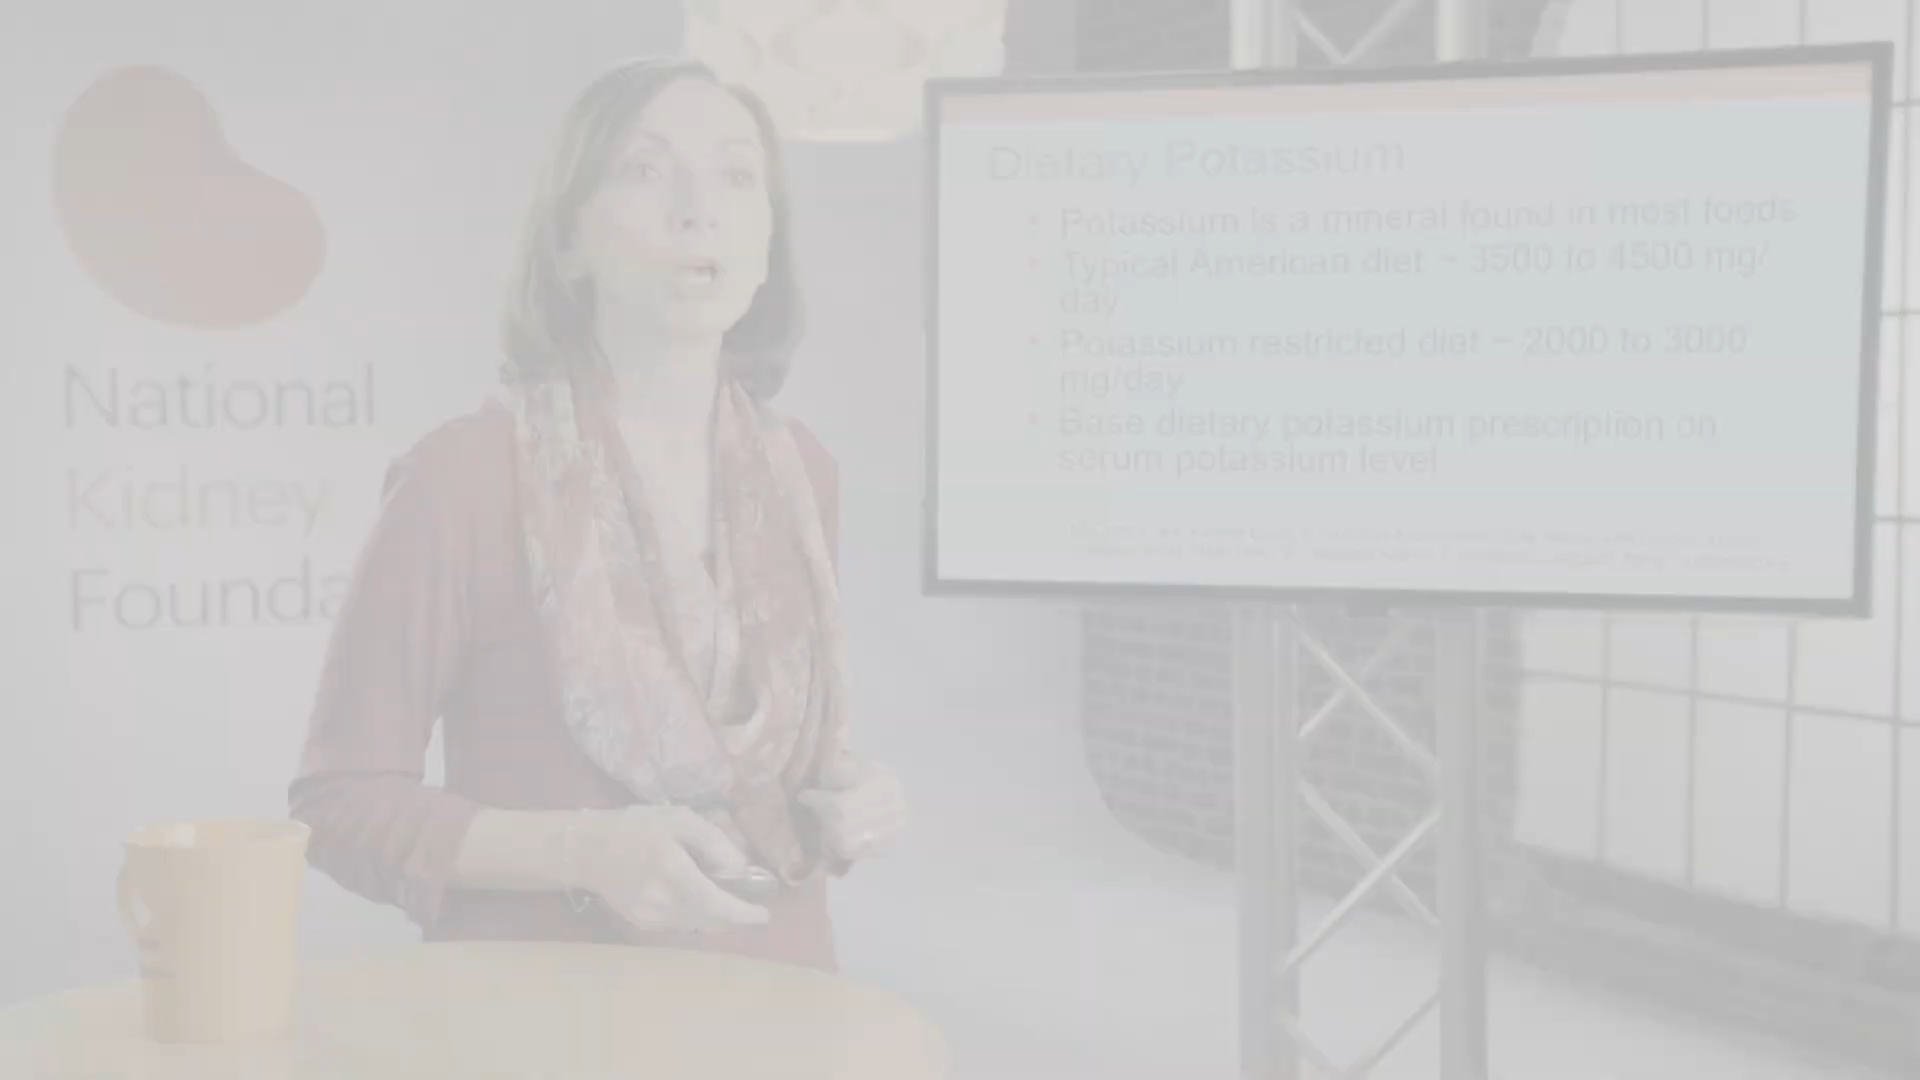 National
Kidney
Founda
Dietary Potassium
• Potassium is a mineral found in most foods
• Typical American diet ~ 3500 to 4500 mg/
day
• Potassium restricted diet ~ 2000 to 3000
mg/day
• Base dietary potassium prescription on
serum potassium level